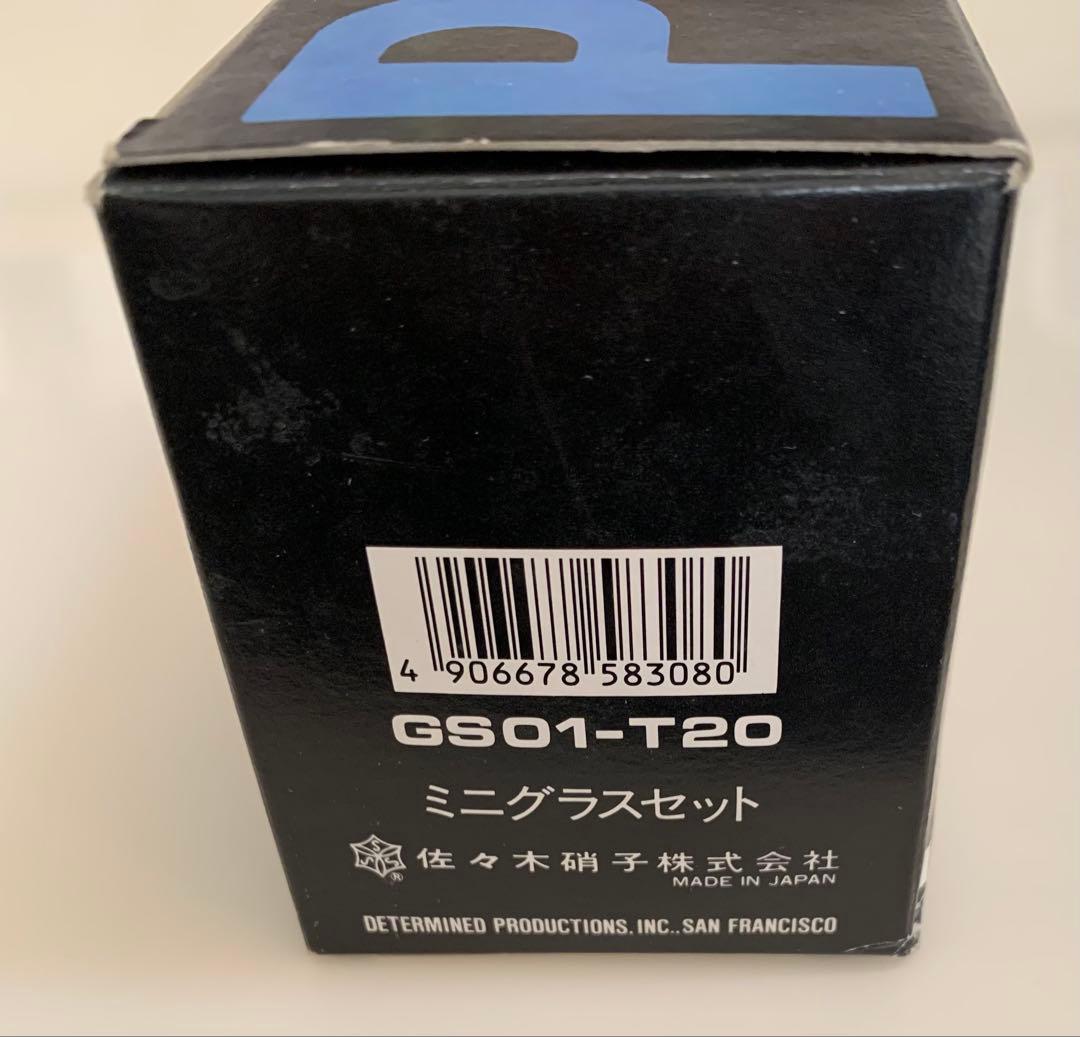 P
4 906678 583080
GS01-T20
ミニグラスセット
SSS® 佐々木硝子株式会社
MADE IN JAPAN
DETERMINED PRODUCTIONS, INC., SAN FRANCISCO